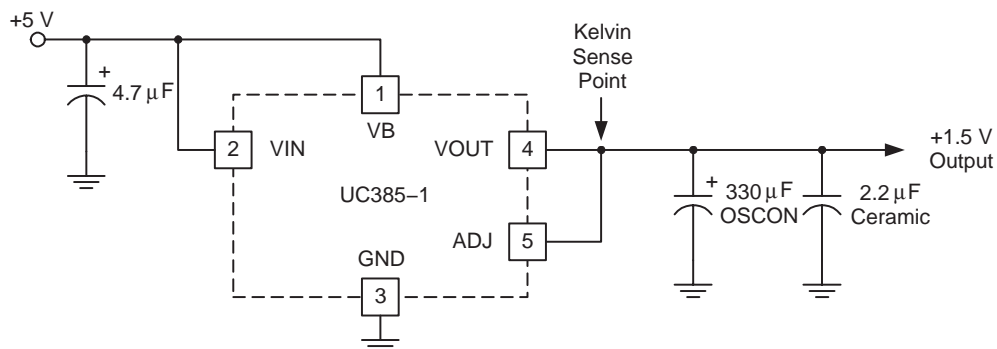 +5 V
+
4.7 μF
Kelvin
Sense
Point
1
VB
2
VIN
VOUT
4
UC385–1
ADJ
5
GND
3
+1.5 V
Output
+
330 μF
OSCON
2.2 μF
Ceramic